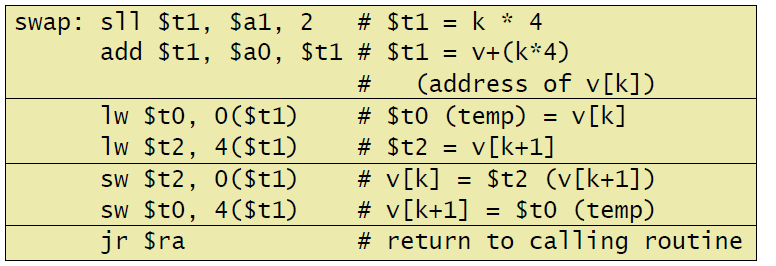 swap: sll $t1, $a1, 2 # $t1 = k * 4
add $t1, $a0, $t1 # $t1 = v+(k*4)
# (address of v[k])
lw $t0, 0($t1) # $t0 (temp) = v[k]
lw $t2, 4($t1) # $t2 = v[k+1]
sw $t2, 0($t1) # v[k] = $t2 (v[k+1])
sw $t0, 4($t1) # v[k+1] = $t0 (temp)
jr $ra # return to calling routine